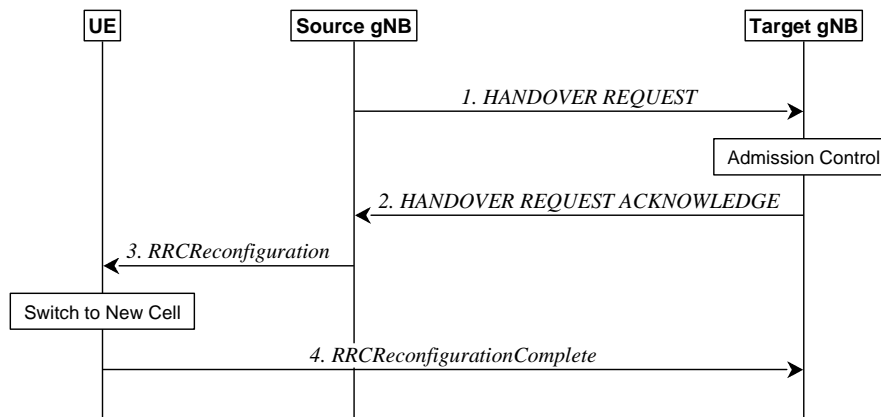 UE
Source gNB
Target gNB
1. HANDOVER REQUEST
Admission Control
2. HANDOVER REQUEST ACKNOWLEDGE
3. RRCReconfiguration
Switch to New Cell
4. RRCReconfigurationComplete